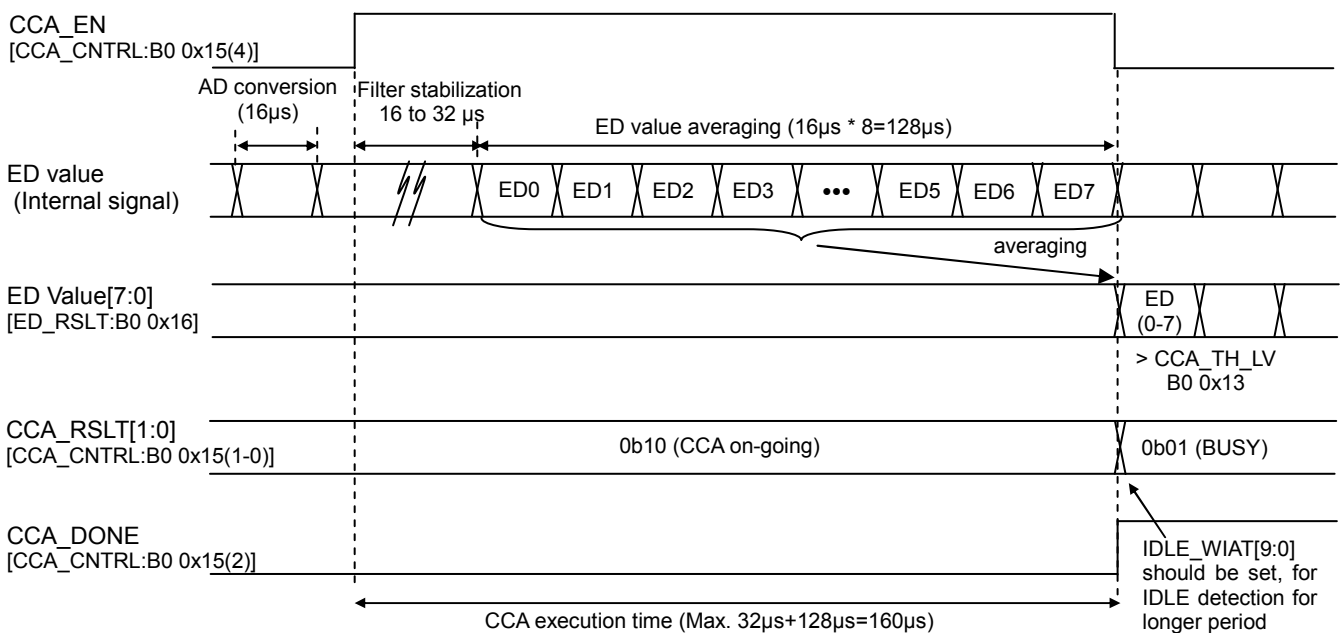 CCA_EN
[CCA_CNTRL:B0 0x15(4)]
AD conversion
(16µs)
Filter stabilization
16 to 32 µs
ED value averaging (16µs * 8=128µs)
ED value
(Internal signal)
ED0 ED1 ED2 ED3 ••• ED5 ED6 ED7
averaging
ED Value[7:0]
[ED_RSLT:B0 0x16]
ED
(0-7)
> CCA_TH_LV
B0 0x13
CCA_RSLT[1:0]
[CCA_CNTRL:B0 0x15(1-0)]
0b10 (CCA on-going)
0b01 (BUSY)
CCA_DONE
[CCA_CNTRL:B0 0x15(2)]
IDLE_WIAT[9:0]
should be set, for
IDLE detection for
longer period
CCA execution time (Max. 32µs+128µs=160µs)